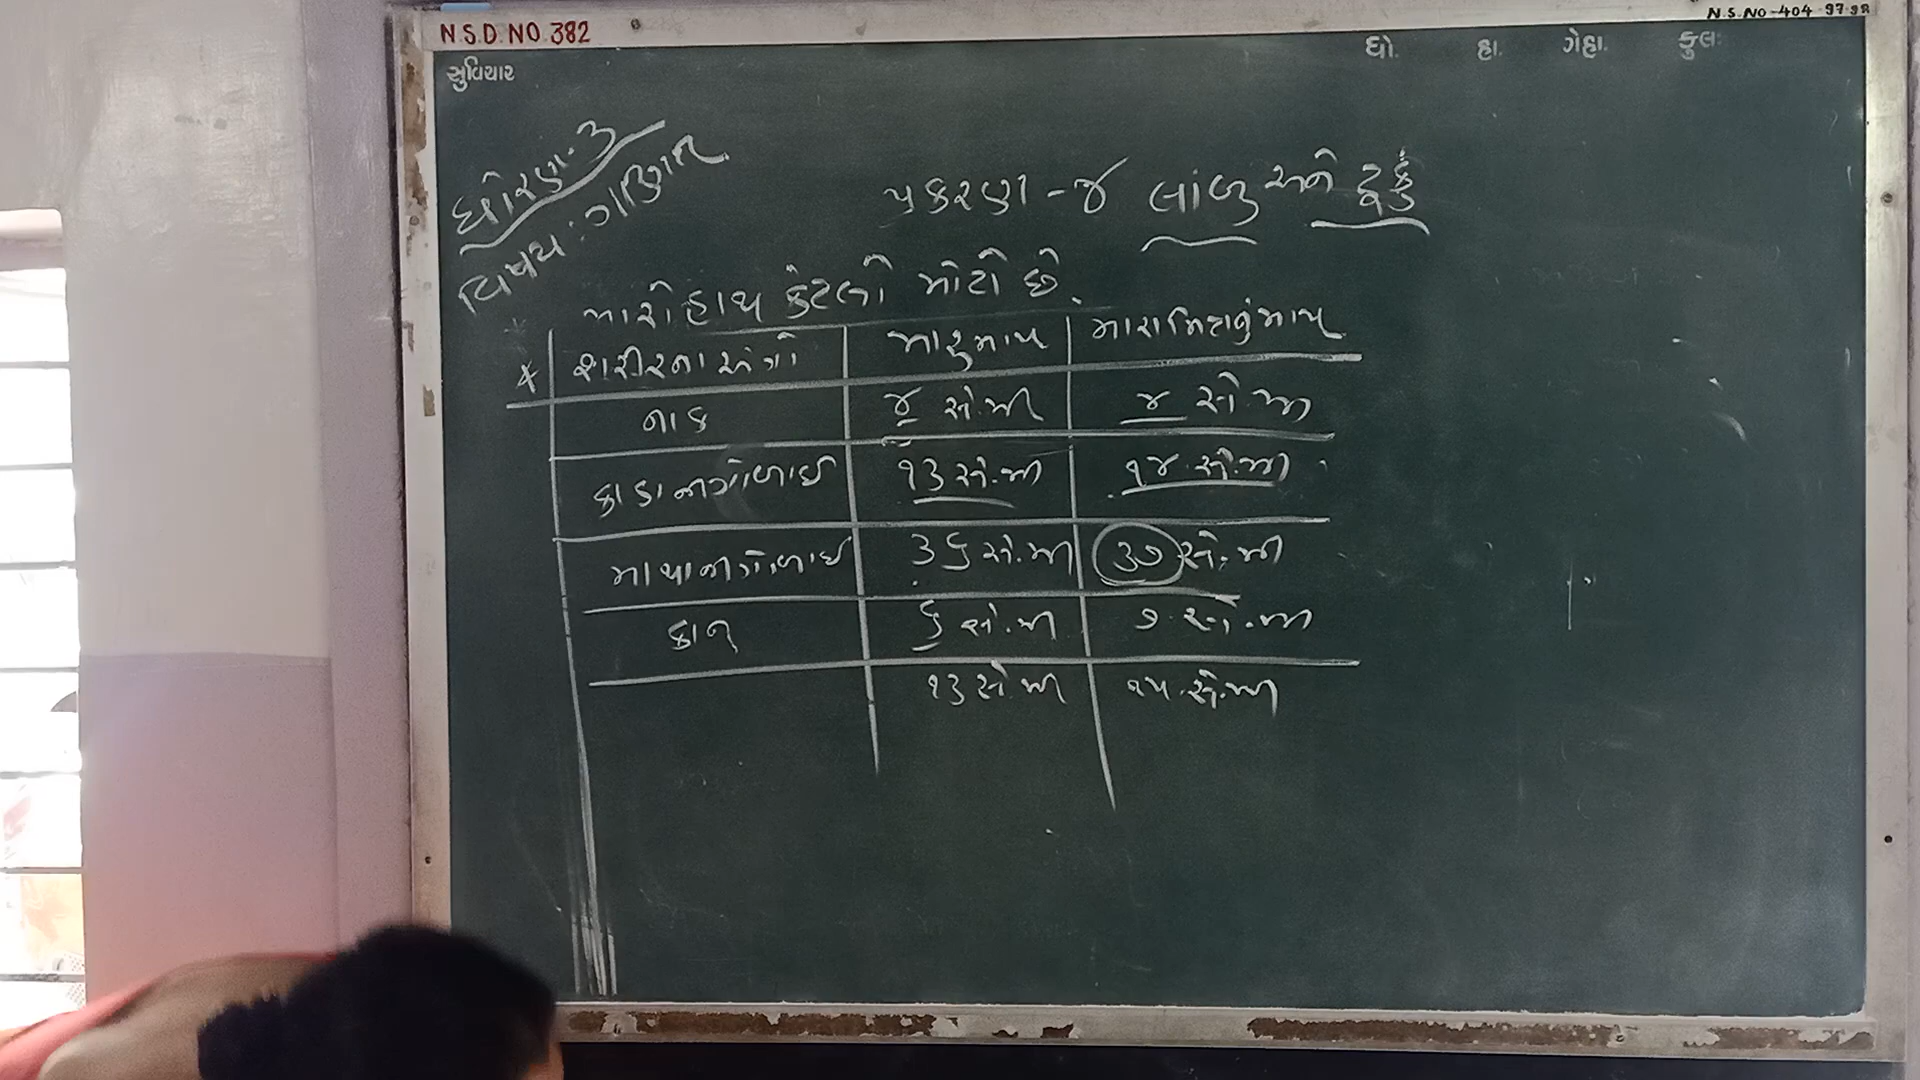 N.S.D.NO.382
N.S.NO-404-97-98
સુવિચાર
ધો. હા. ગેહા. કુલ:
ધોરણ-૩
વિષય: ગણિત
પ્રકરણ-૪ લાંબુ અને ટૂંકું
મારો હાથ કેટલો મોટો છે.
શરીરના અંગો મારુ માપ મારા મિત્રનું માપ
નાક ૪ સે.મી ૪ સે.મી
કાંડાની ગોળાઈ ૧૩ સે.મી ૧૪ સે.મી
માથાની ગોળાઈ ૩૬ સે.મી ૩૭ સે.મી
કાન ૬ સે.મી ૭ સે.મી
૧૩ સે.મી ૧૫ સે.મી